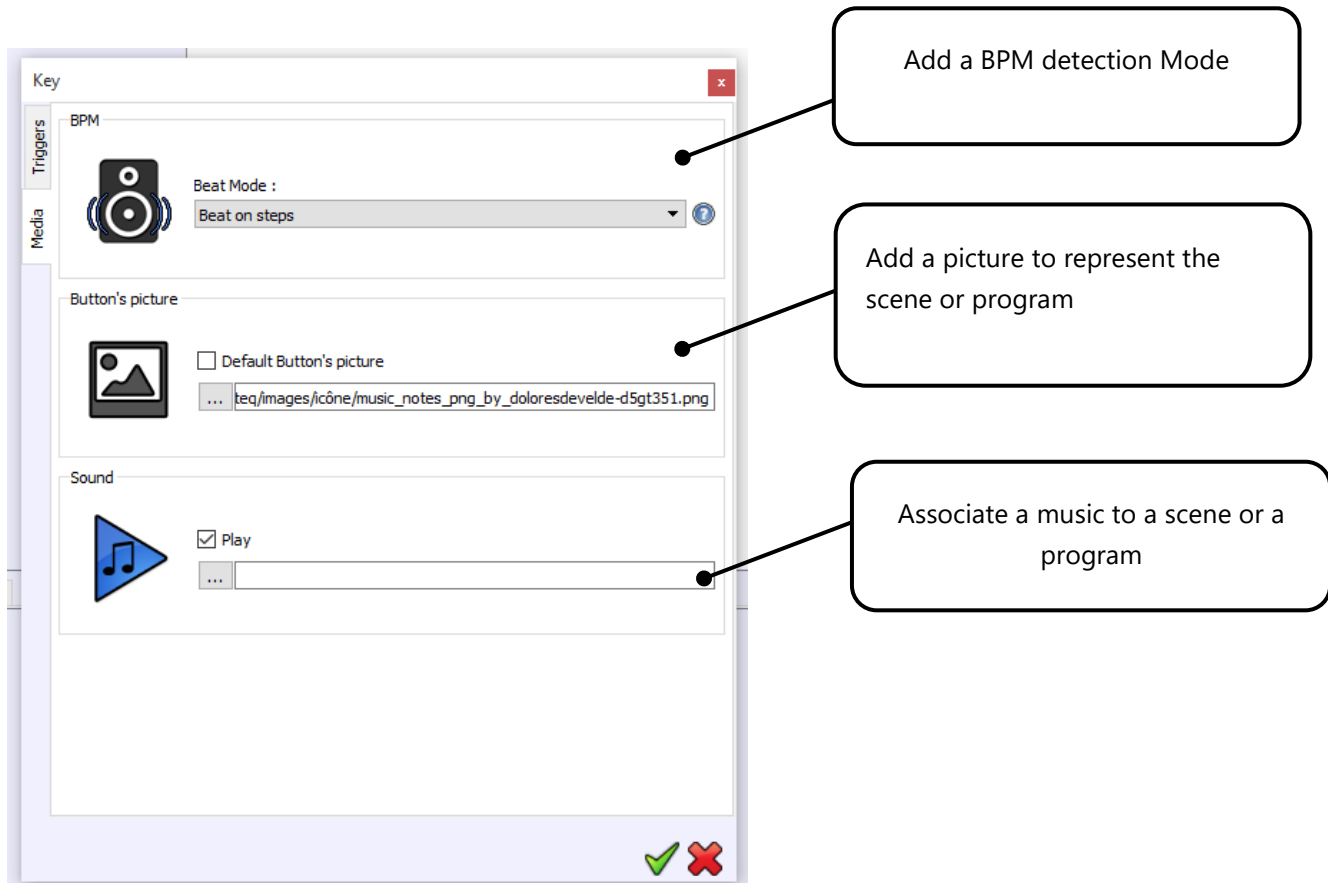 Key
x
Triggers
Media
BPM
Beat Mode :
Beat on steps
?
Button's picture
Default Button's picture
... teq/images/icône/music_notes_png_by_doloresdevelde-d5gt351.png
Sound
Play
...
Add a BPM detection Mode
Add a picture to represent the
scene or program
Associate a music to a scene or a
program